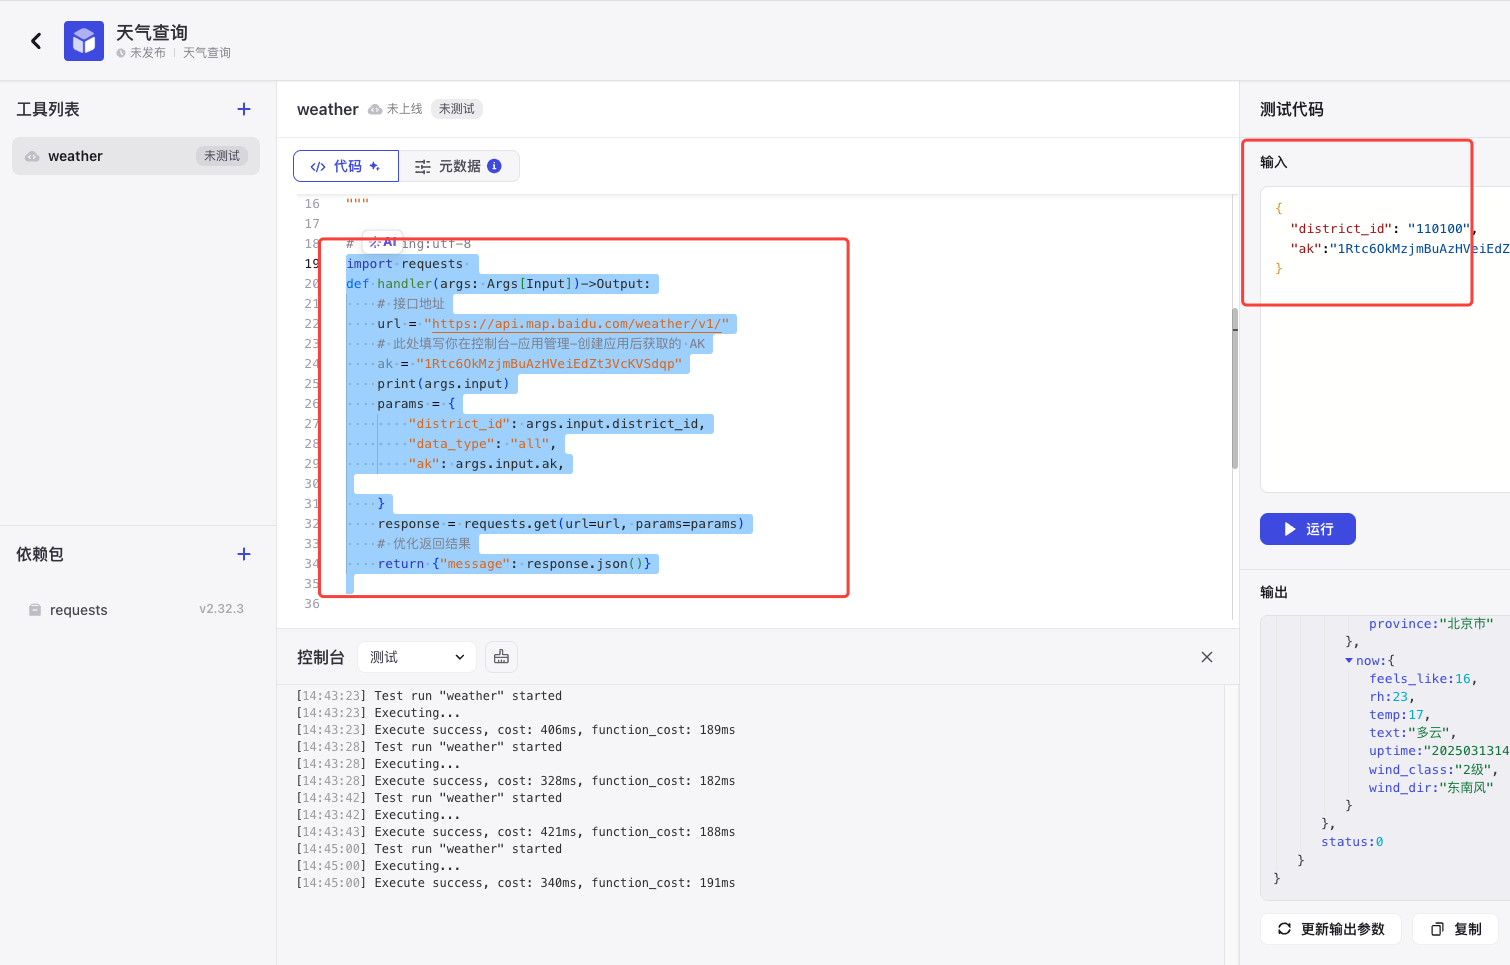 天气查询
未发布 | 天气查询
工具列表 +
weather 未测试
依赖包 +
requests v2.32.3
weather 未上线 未测试
</> 代码 元数据 i
16 """
17
18 # AI ing:utf-8
19 import requests
20 def handler(args: Args[Input])->Output:
21 # 接口地址
22 url = "https://api.map.baidu.com/weather/v1/"
23 # 此处填写你在控制台-应用管理-创建应用后获取的 AK
24 ak = "1Rtc6OkMzjmBuAzHVeiEdZt3VcKVSdqp"
25 print(args.input)
26 params = {
27 "district_id": args.input.district_id,
28 "data_type": "all",
29 "ak": args.input.ak,
30
31 }
32 response = requests.get(url=url, params=params)
33 # 优化返回结果
34 return {"message": response.json()}
35
36
控制台 测试
[14:43:23] Test run "weather" started
[14:43:23] Executing...
[14:43:23] Execute success, cost: 406ms, function_cost: 189ms
[14:43:28] Test run "weather" started
[14:43:28] Executing...
[14:43:28] Execute success, cost: 328ms, function_cost: 182ms
[14:43:42] Test run "weather" started
[14:43:42] Executing...
[14:43:43] Execute success, cost: 421ms, function_cost: 188ms
[14:45:00] Test run "weather" started
[14:45:00] Executing...
[14:45:00] Execute success, cost: 340ms, function_cost: 191ms
测试代码
输入
{
"district_id": "110100",
"ak":"1Rtc6OkMzjmBuAzHVeiEdZ
}
运行
输出
province:"北京市"
},
now:{
feels_like:16,
rh:23,
temp:17,
text:"多云",
uptime:"2025031314
wind_class:"2级",
wind_dir:"东南风"
}
},
status:0
}
}
更新输出参数 复制